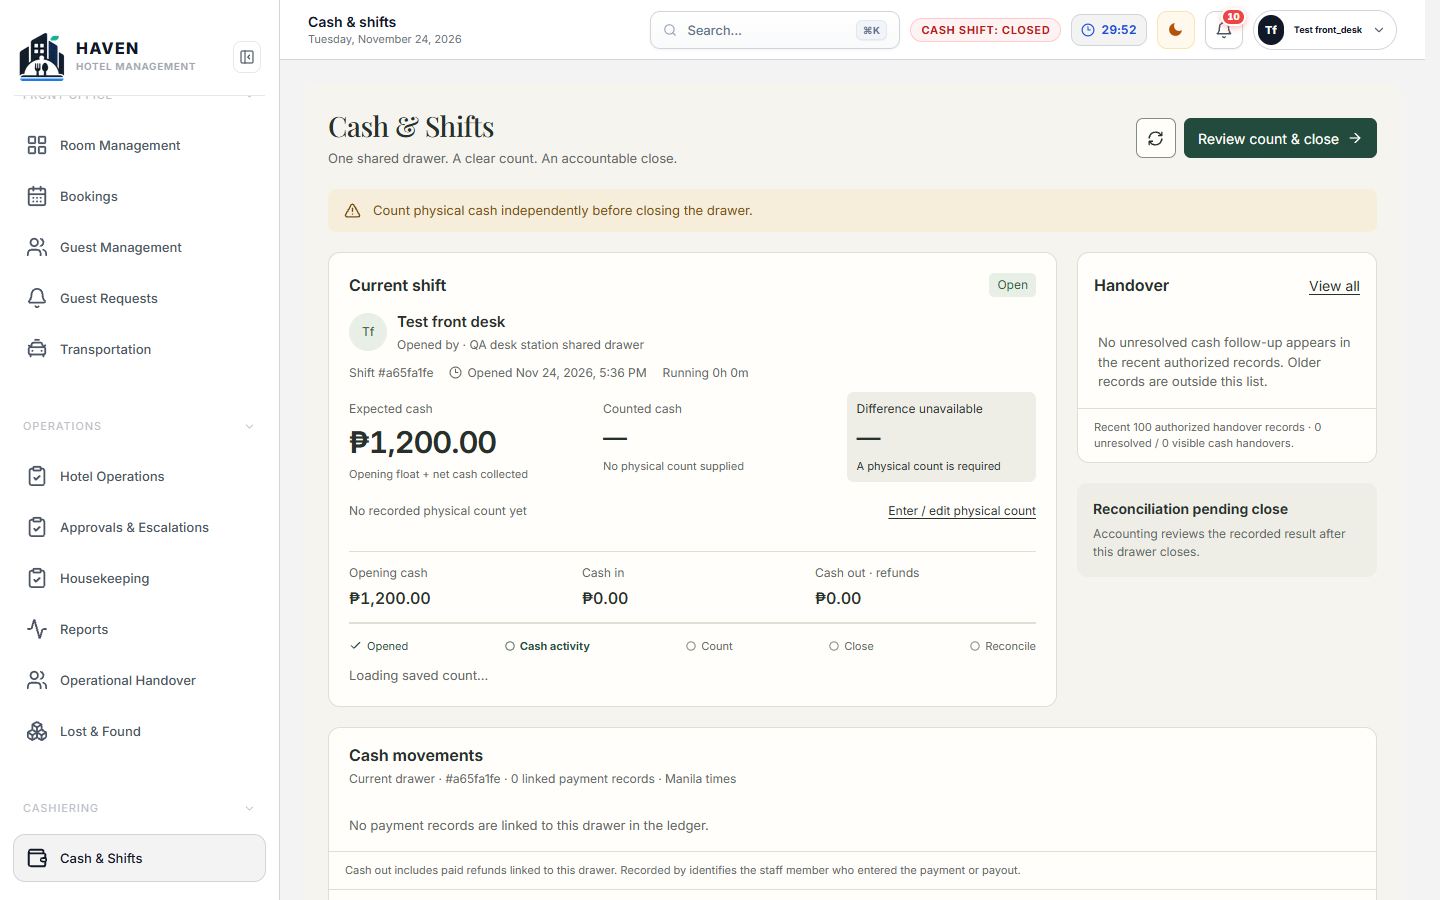 HAVEN
HOTEL MANAGEMENT
FRONT OFFICE
Room Management
Bookings
Guest Management
Guest Requests
Transportation
OPERATIONS
Hotel Operations
Approvals & Escalations
Housekeeping
Reports
Operational Handover
Lost & Found
CASHIERING
Cash & Shifts
Cash & shifts
Tuesday, November 24, 2026
Search...
⌘K
CASH SHIFT: CLOSED
29:52
10
Tf
Test front_desk
Cash & Shifts
One shared drawer. A clear count. An accountable close.
Review count & close
Count physical cash independently before closing the drawer.
Current shift
Open
Tf
Test front desk
Opened by · QA desk station shared drawer
Shift #a65fa1fe
Opened Nov 24, 2026, 5:36 PM
Running 0h 0m
Expected cash
₱1,200.00
Opening float + net cash collected
Counted cash
—
No physical count supplied
Difference unavailable
—
A physical count is required
No recorded physical count yet
Enter / edit physical count
Opening cash
₱1,200.00
Cash in
₱0.00
Cash out · refunds
₱0.00
Opened
Cash activity
Count
Close
Reconcile
Loading saved count...
Handover
View all
No unresolved cash follow-up appears in
the recent authorized records. Older
records are outside this list.
Recent 100 authorized handover records · 0
unresolved / 0 visible cash handovers.
Reconciliation pending close
Accounting reviews the recorded result after
this drawer closes.
Cash movements
Current drawer · #a65fa1fe · 0 linked payment records · Manila times
No payment records are linked to this drawer in the ledger.
Cash out includes paid refunds linked to this drawer. Recorded by identifies the staff member who entered the payment or payout.